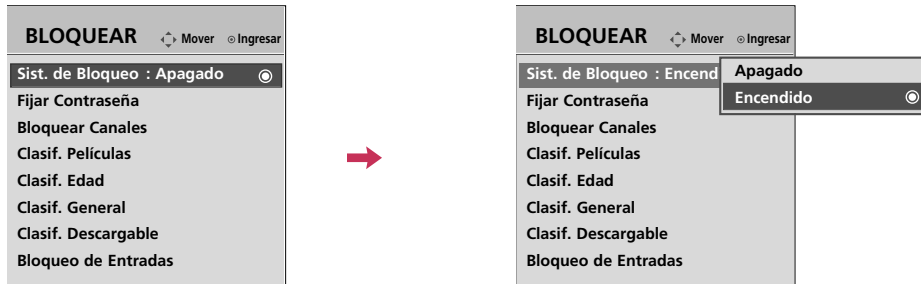 BLOQUEAR Mover Ingresar
Sist. de Bloqueo : Apagado
Fijar Contraseña
Bloquear Canales
Clasif. Películas
Clasif. Edad
Clasif. General
Clasif. Descargable
Bloqueo de Entradas
BLOQUEAR Mover Ingresar
Sist. de Bloqueo : Encend
Apagado
Encendido
Fijar Contraseña
Bloquear Canales
Clasif. Películas
Clasif. Edad
Clasif. General
Clasif. Descargable
Bloqueo de Entradas